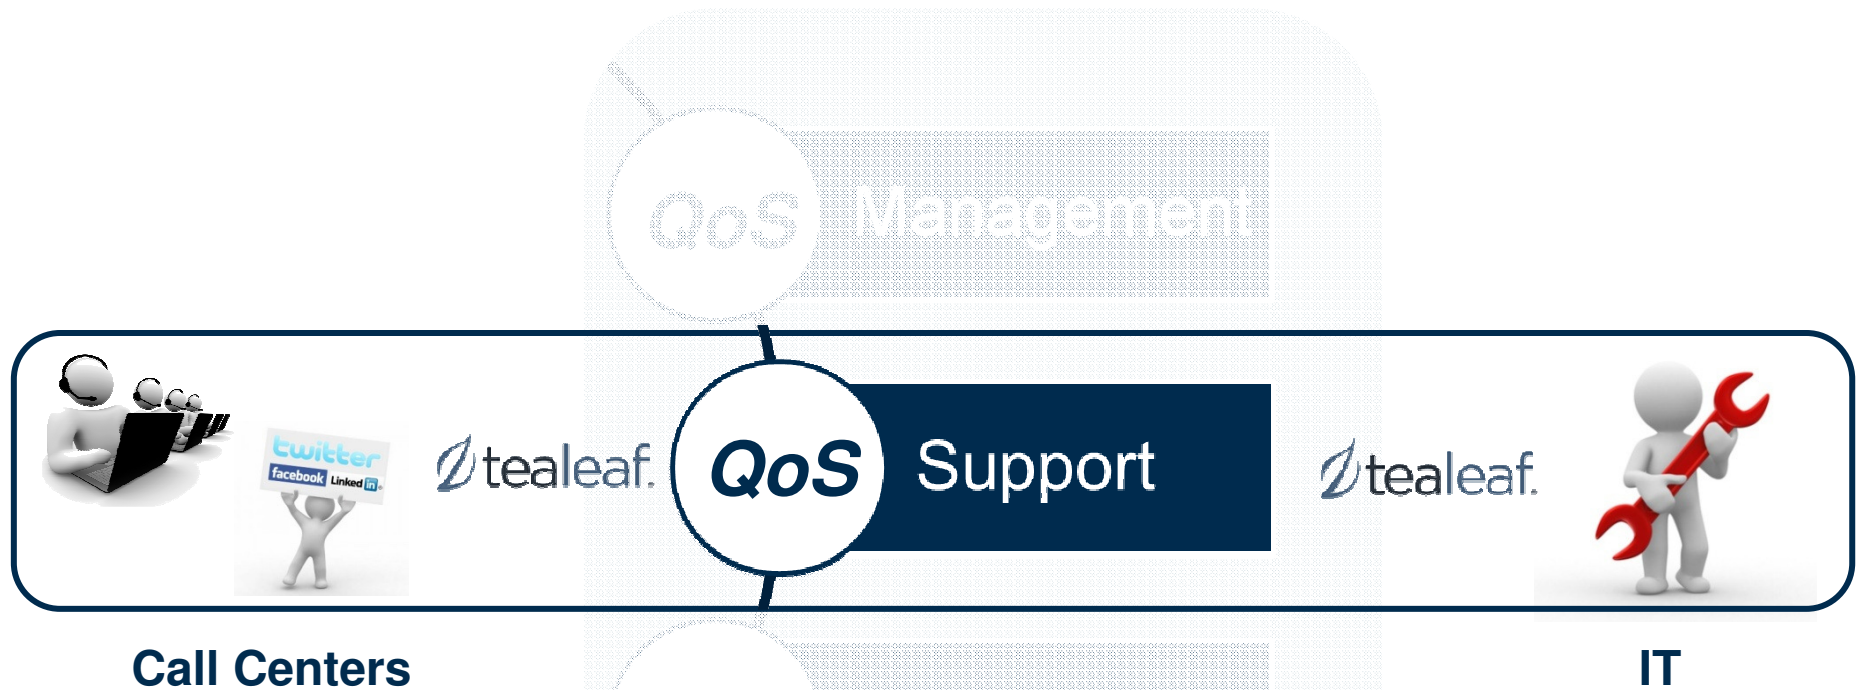 QoS Management
twitter
facebook Linked in
tealeaf.
QoS Support
tealeaf.
Call Centers
IT